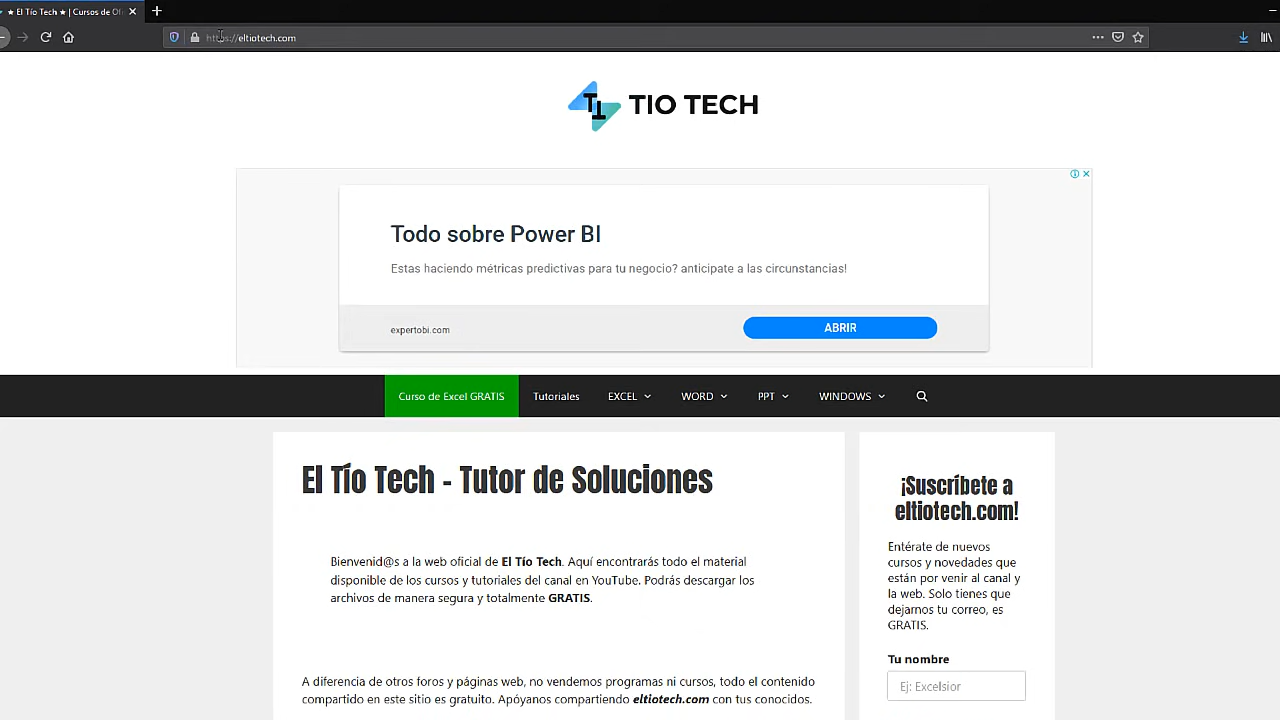 ★ El Tío Tech ★ | Cursos de Of
https://eltiotech.com
TIO TECH
Todo sobre Power BI
Estas haciendo métricas predictivas para tu negocio? anticipate a las circunstancias!
expertobi.com
ABRIR
Curso de Excel GRATIS
Tutoriales
EXCEL
WORD
PPT
WINDOWS
El Tío Tech - Tutor de Soluciones
Bienvenid@s a la web oficial de El Tío Tech. Aquí encontrarás todo el material
disponible de los cursos y tutoriales del canal en YouTube. Podrás descargar los
archivos de manera segura y totalmente GRATIS.
A diferencia de otros foros y páginas web, no vendemos programas ni cursos, todo el contenido
compartido en este sitio es gratuito. Apóyanos compartiendo eltiotech.com con tus conocidos.
¡Suscríbete a
eltiotech.com!
Entérate de nuevos
cursos y novedades que
están por venir al canal y
la web. Solo tienes que
dejarnos tu correo, es
GRATIS.
Tu nombre
Ej: Excelsior